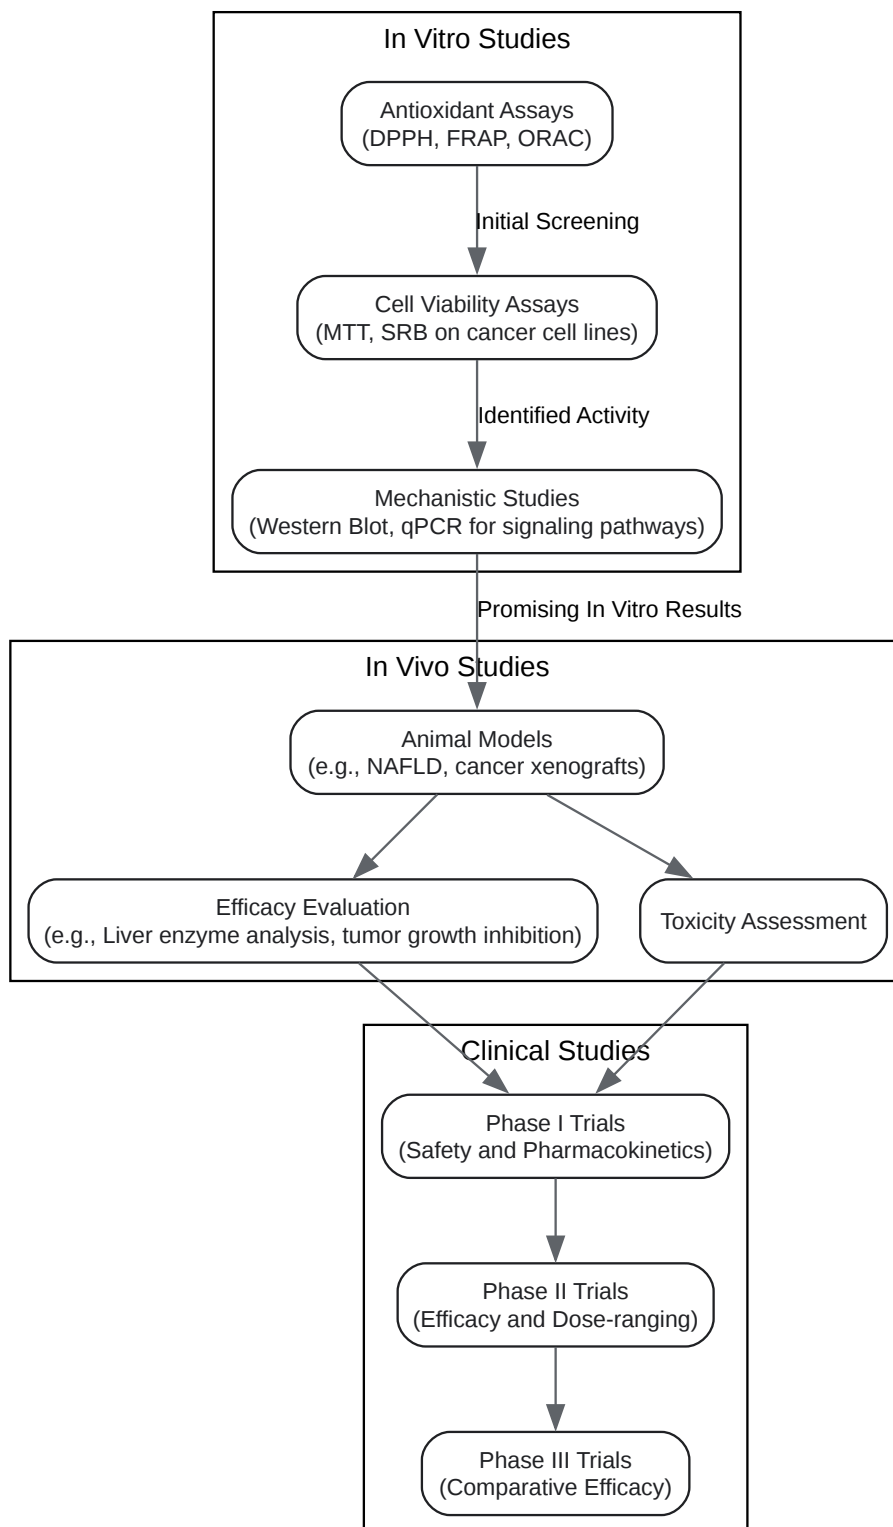 In Vitro Studies
Antioxidant Assays
(DPPH, FRAP, ORAC)
Initial Screening
Cell Viability Assays
(MTT, SRB on cancer cell lines)
Identified Activity
Mechanistic Studies
(Western Blot, qPCR for signaling pathways)
Promising In Vitro Results
In Vivo Studies
Animal Models
(e.g., NAFLD, cancer xenografts)
Efficacy Evaluation
(e.g., Liver enzyme analysis, tumor growth inhibition)
Toxicity Assessment
Clinical Studies
Phase I Trials
(Safety and Pharmacokinetics)
Phase II Trials
(Efficacy and Dose-ranging)
Phase III Trials
(Comparative Efficacy)